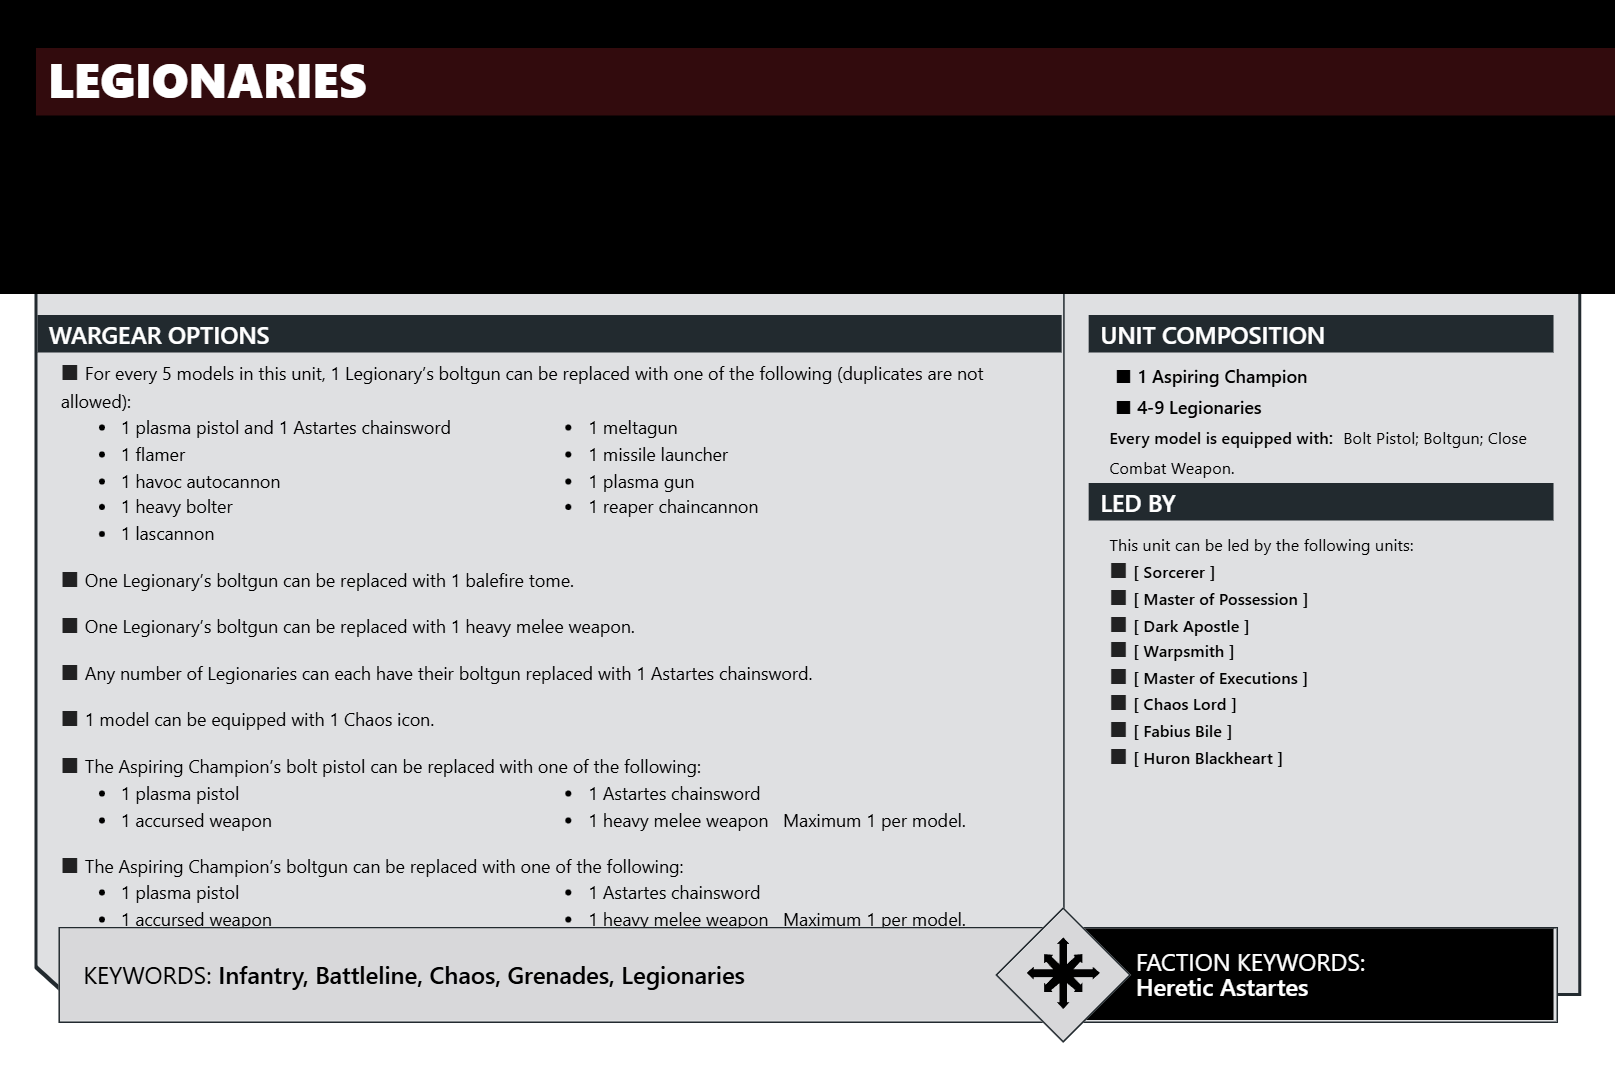 LEGIONARIES
WARGEAR OPTIONS
■ For every 5 models in this unit, 1 Legionary’s boltgun can be replaced with one of the following (duplicates are not
allowed):
• 1 plasma pistol and 1 Astartes chainsword
• 1 flamer
• 1 havoc autocannon
• 1 heavy bolter
• 1 lascannon
• 1 meltagun
• 1 missile launcher
• 1 plasma gun
• 1 reaper chaincannon
■ One Legionary’s boltgun can be replaced with 1 balefire tome.
■ One Legionary’s boltgun can be replaced with 1 heavy melee weapon.
■ Any number of Legionaries can each have their boltgun replaced with 1 Astartes chainsword.
■ 1 model can be equipped with 1 Chaos icon.
■ The Aspiring Champion’s bolt pistol can be replaced with one of the following:
• 1 plasma pistol
• 1 accursed weapon
• 1 Astartes chainsword
• 1 heavy melee weapon Maximum 1 per model.
■ The Aspiring Champion’s boltgun can be replaced with one of the following:
• 1 plasma pistol
• 1 accursed weapon
• 1 Astartes chainsword
• 1 heavy melee weapon Maximum 1 per model.
UNIT COMPOSITION
■ 1 Aspiring Champion
■ 4-9 Legionaries
Every model is equipped with: Bolt Pistol; Boltgun; Close
Combat Weapon.
LED BY
This unit can be led by the following units:
■ [ Sorcerer ]
■ [ Master of Possession ]
■ [ Dark Apostle ]
■ [ Warpsmith ]
■ [ Master of Executions ]
■ [ Chaos Lord ]
■ [ Fabius Bile ]
■ [ Huron Blackheart ]
KEYWORDS: Infantry, Battleline, Chaos, Grenades, Legionaries
FACTION KEYWORDS:
Heretic Astartes